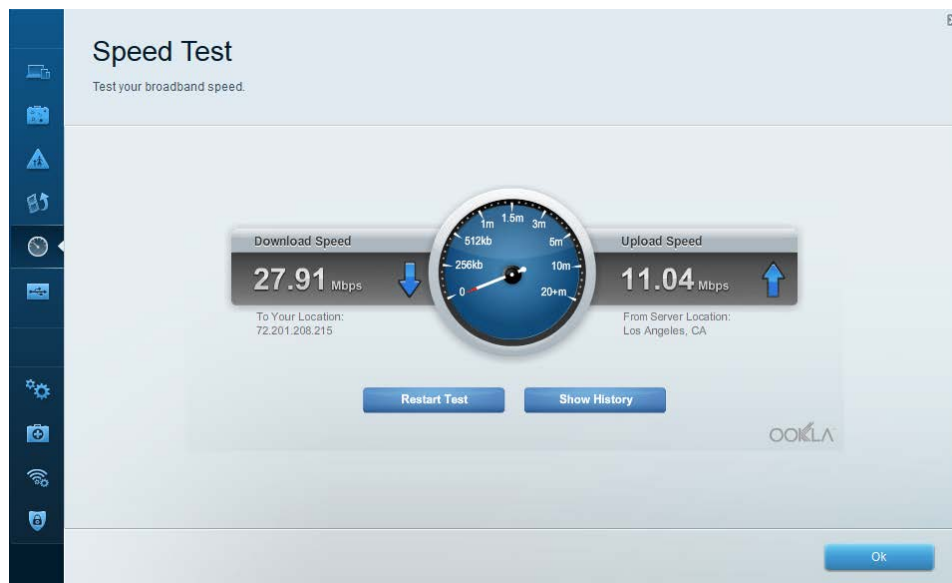 Speed Test
Test your broadband speed.
1m 1.5m 3m
512kb 5m
256kb 10m
0 20+m
Download Speed
27.91 Mbps
To Your Location:
72.201.208.215
Upload Speed
11.04 Mbps
From Server Location:
Los Angeles, CA
Restart Test
Show History
OOKLA
Ok